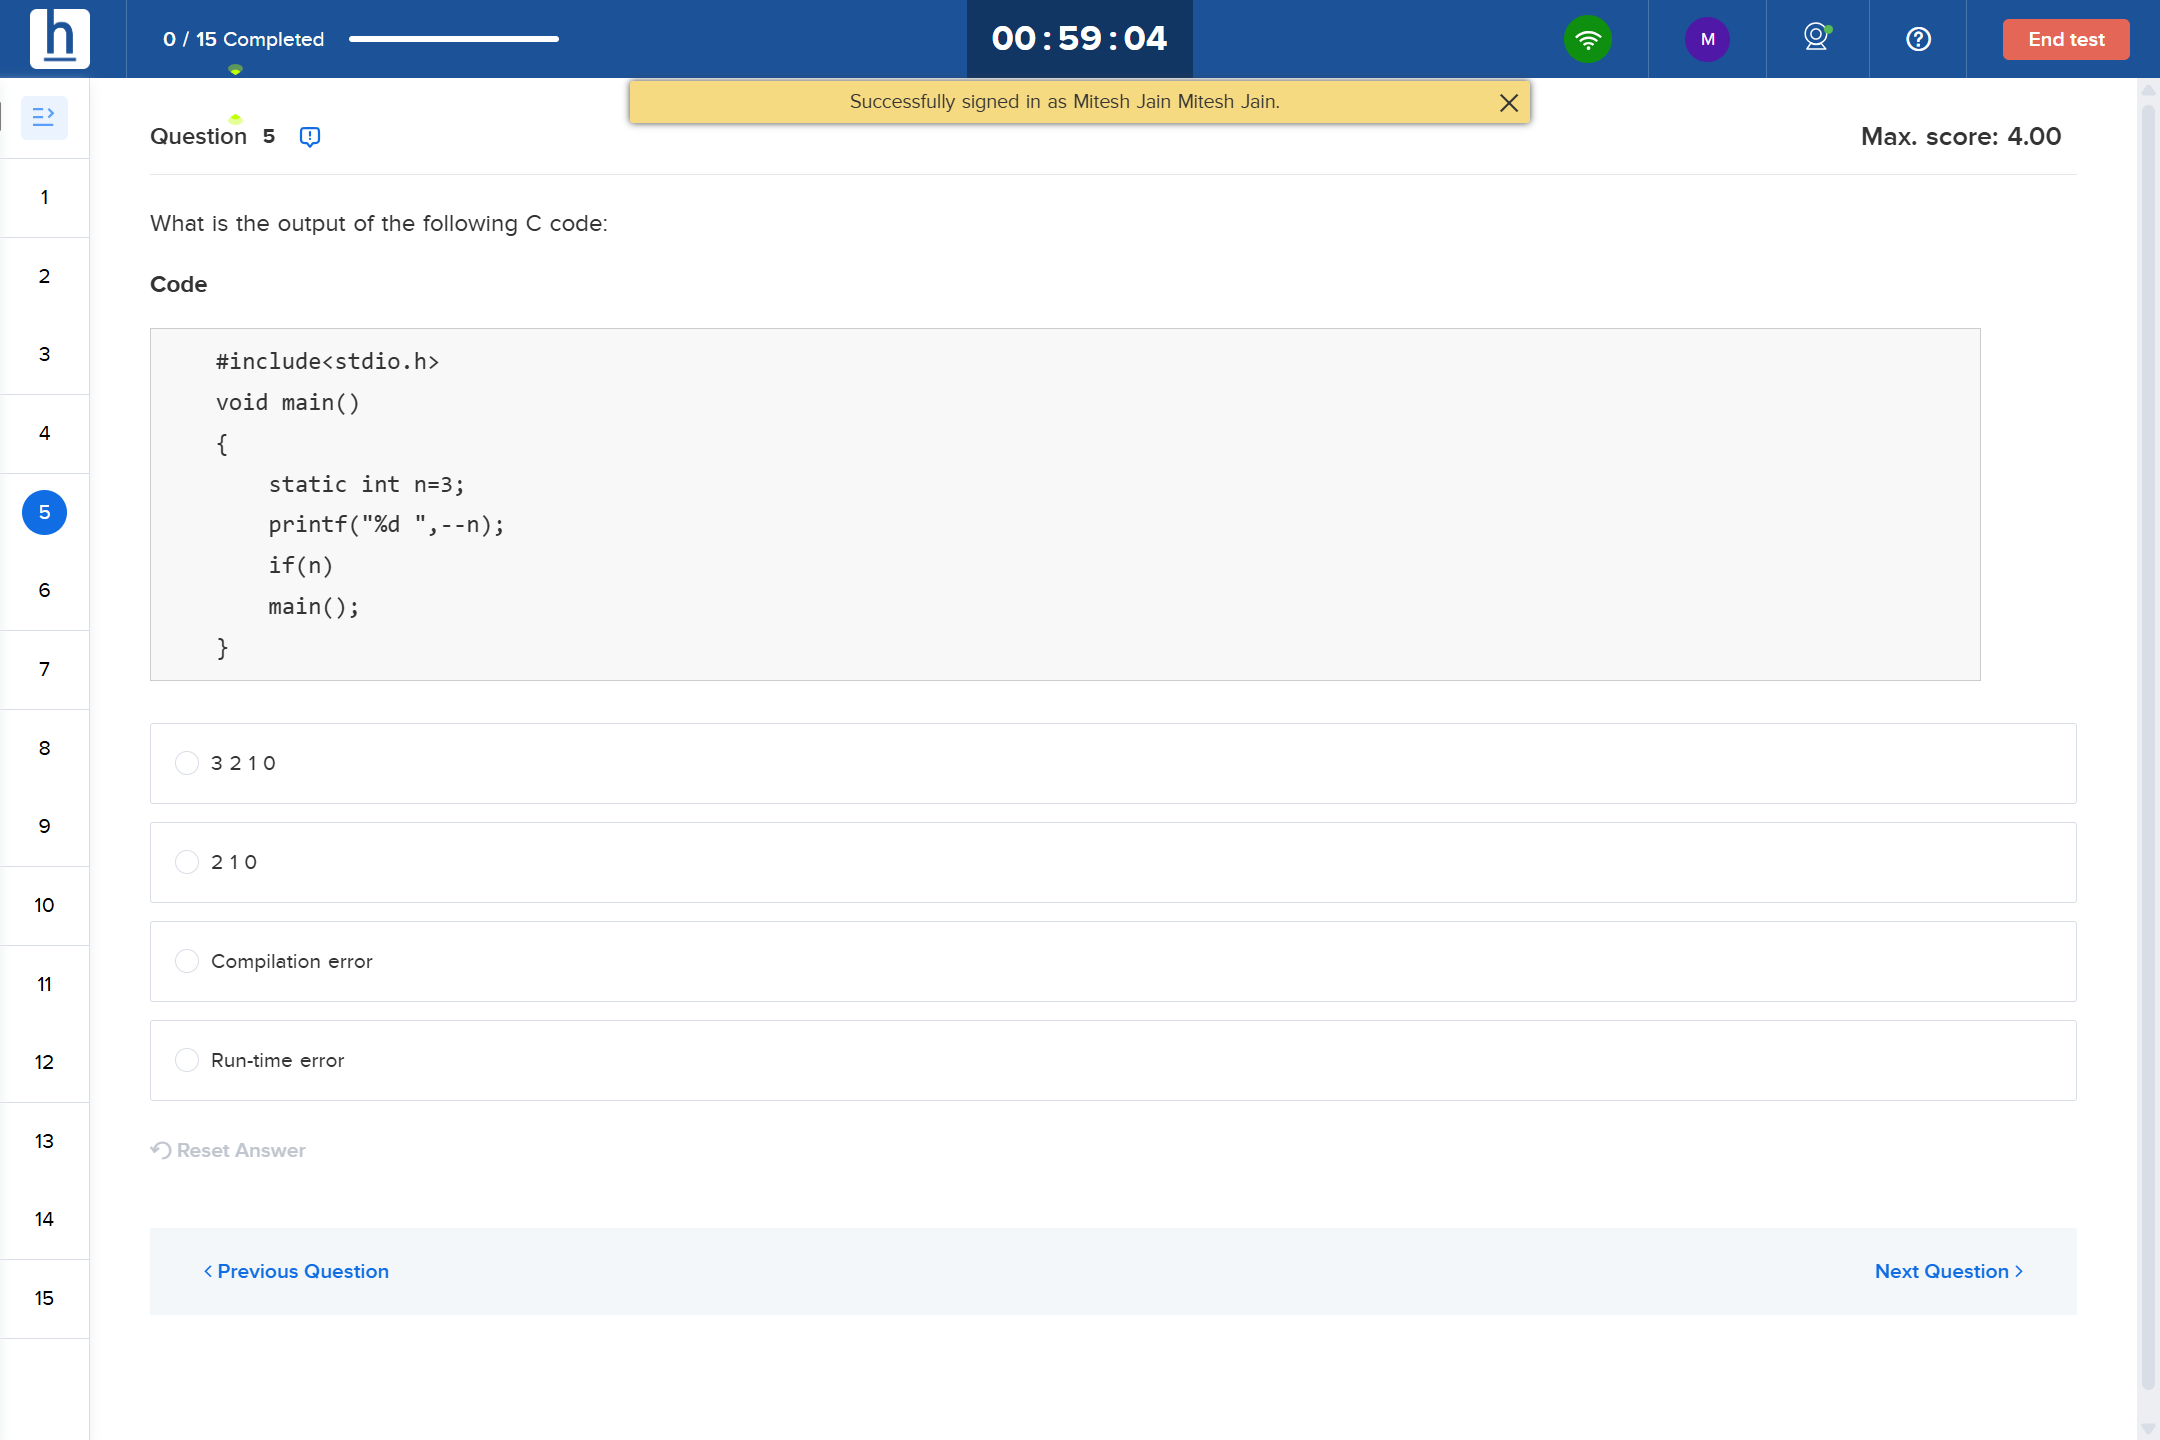 h
0 / 15 Completed
00 : 59 : 04
M
End test
Successfully signed in as Mitesh Jain Mitesh Jain.
Question 5
Max. score: 4.00
What is the output of the following C code:
Code
#include<stdio.h>
void main()
{
    static int n=3;
    printf("%d ",--n);
    if(n)
    main();
}
3 2 1 0
2 1 0
Compilation error
Run-time error
Reset Answer
Previous Question
Next Question
1
2
3
4
5
6
7
8
9
10
11
12
13
14
15